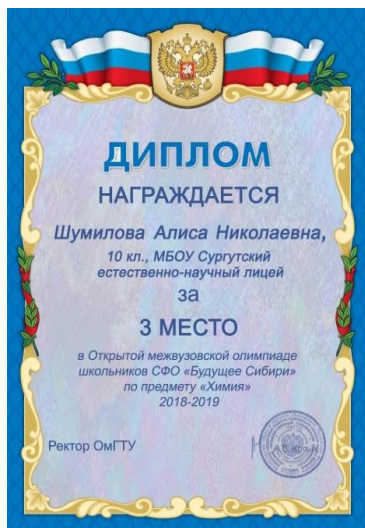 ДИПЛОМ
НАГРАЖДАЕТСЯ
Шумилова Алиса Николаевна,
10 кл., МБОУ Сургутский
естественно-научный лицей
за
3 МЕСТО
в Открытой межвузовской олимпиаде
школьников СФО «Будущее Сибири»
по предмету «Химия»
2018-2019
Ректор ОмГТУ